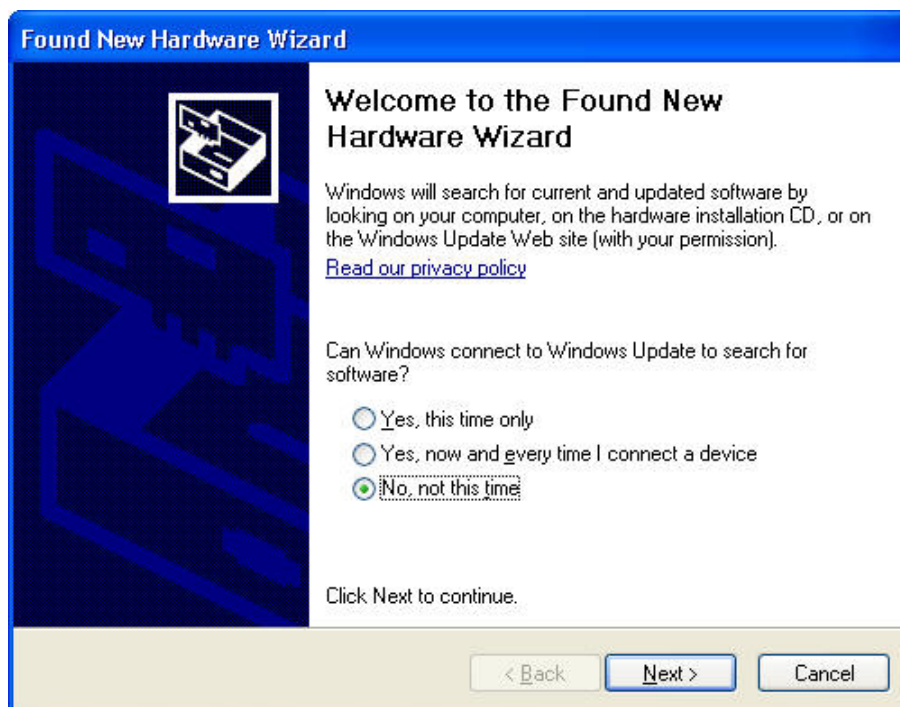 Found New Hardware Wizard
Welcome to the Found New
Hardware Wizard
Windows will search for current and updated software by
looking on your computer, on the hardware installation CD, or on
the Windows Update Web site (with your permission).
Read our privacy policy
Can Windows connect to Windows Update to search for
software?
Yes, this time only
Yes, now and every time I connect a device
No, not this time
Click Next to continue.
< Back
Next >
Cancel